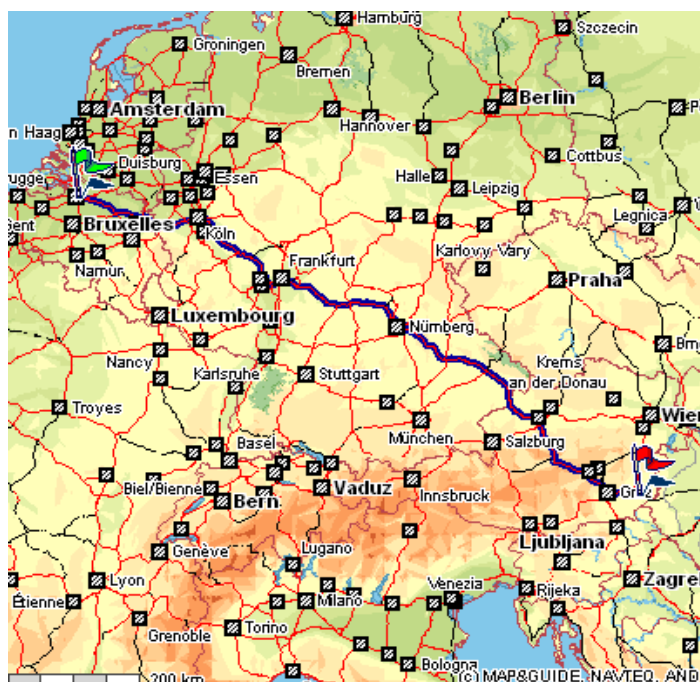 Hamburg
Szczecin
Groningen
Bremen
Amsterdam
Berlin
n Haag
Hannover
Duisburg
Cottbus
Essen
Halle
Leipzig
rugge
Legnica
Gent
Bruxelles
Köln
Karlovy Vary
Namur
Frankfurt
Praha
Luxembourg
Nürnberg
Nancy
Krems
Karlsruhe
Stuttgart
an der Donau
Troyes
Wien
Basel
München
Salzburg
Biel/Bienne
Vaduz
Innsbruck
Graz
Bern
Ljubljana
Genève
Lugano
Zagre
Lyon
Venezia
Rijeka
Étienne
Milano
Grenoble
Torino
Bologna
200 km
(c) MAP&GUIDE, NAVTEQ, AND